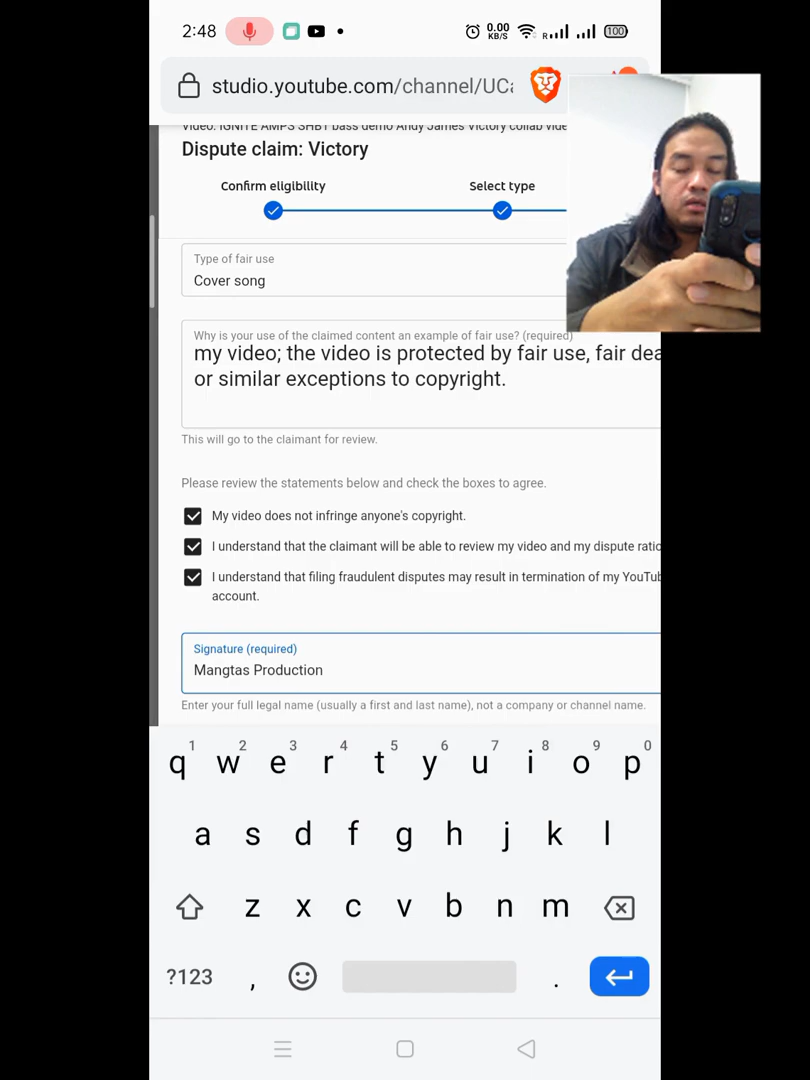 2:48
0.00
KB/S
R
100
studio.youtube.com/channel/UC
Video: IGNITE AMPS SHB1 bass demo Andy James Victory collab vide
Dispute claim: Victory
Confirm eligibility
Select type
Type of fair use
Cover song
Why is your use of the claimed content an example of fair use? (required)
my video; the video is protected by fair use, fair dea
or similar exceptions to copyright.
This will go to the claimant for review.
Please review the statements below and check the boxes to agree.
My video does not infringe anyone's copyright.
I understand that the claimant will be able to review my video and my dispute ratio
I understand that filing fraudulent disputes may result in termination of my YouTub
account.
Signature (required)
Mangtas Production
Enter your full legal name (usually a first and last name), not a company or channel name.
1 2 3 4 5 6 7 8 9 0
q w e r t y u i o p
a s d f g h j k l
z x c v b n m
?123 , .